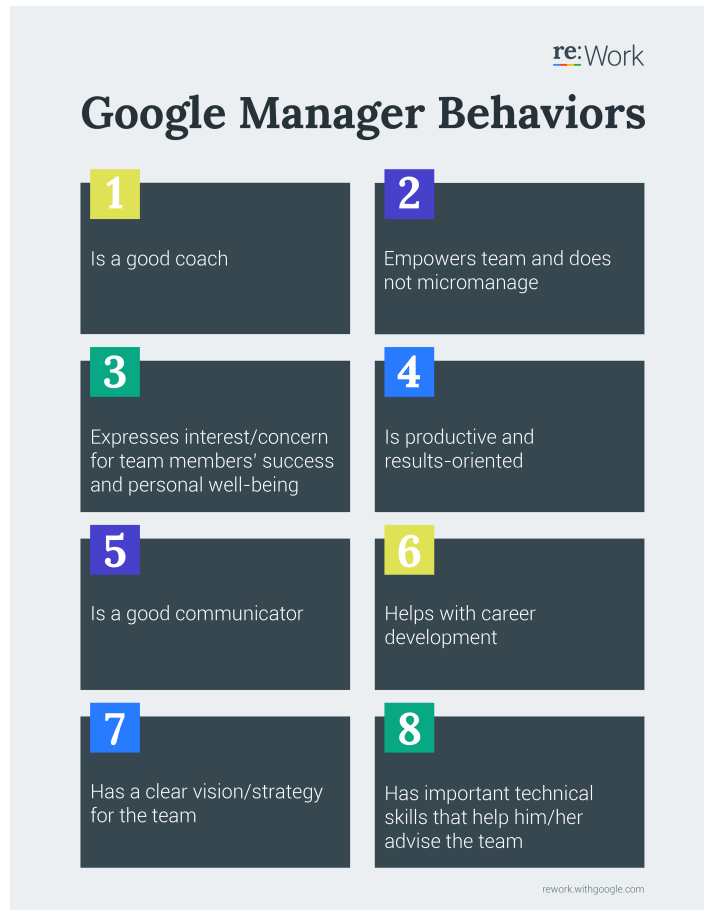 re:Work
Google Manager Behaviors
1
Is a good coach
2
Empowers team and does
not micromanage
3
Expresses interest/concern
for team members' success
and personal well-being
4
Is productive and
results-oriented
5
Is a good communicator
6
Helps with career
development
7
Has a clear vision/strategy
for the team
8
Has important technical
skills that help him/her
advise the team
rework.withgoogle.com